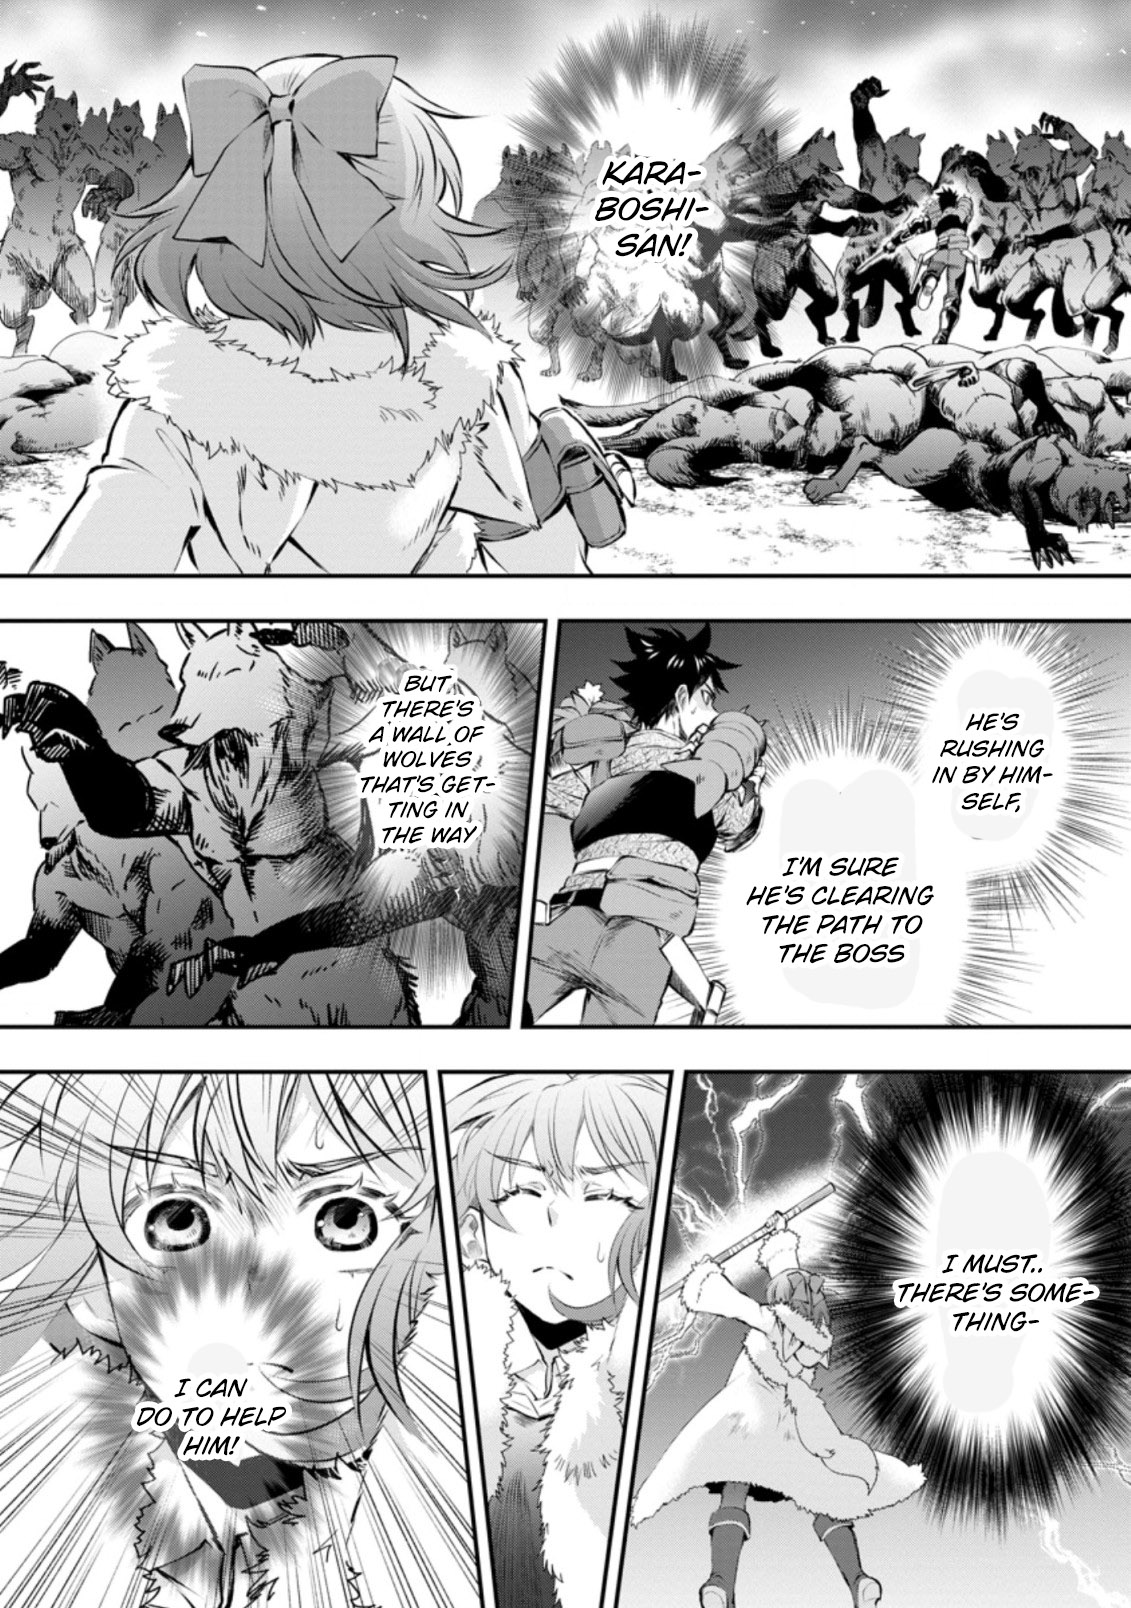 KARA-
BOSHI-
SAN!
HE'S
RUSHING
IN BY HIM-
SELF,
I'M SURE
HE'S CLEARING
THE PATH TO
THE BOSS
BUT
THERE'S
A WALL OF
WOLVES
THAT'S GET-
TING IN
THE WAY
I MUST..
THERE'S SOME-
THING-
I CAN
DO TO HELP
HIM!